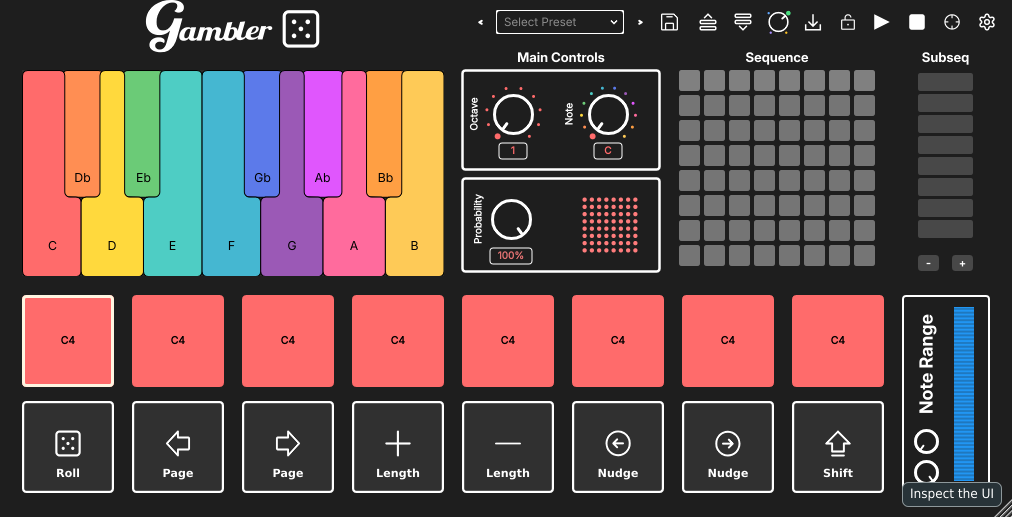 Gambler
Select Preset
Main Controls
Sequence
Subseq
Db
Eb
Gb
Ab
Bb
C
D
E
F
G
A
B
Octave
1
Note
C
Probability
100%
- +
C4
C4
C4
C4
C4
C4
C4
C4
Note Range
Roll
Page
Page
Length
Length
Nudge
Nudge
Shift
Inspect the UI